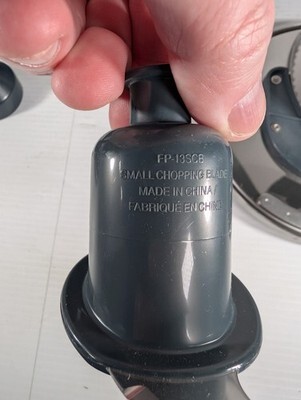 FP-13SCB
SMALL CHOPPING BLADE
MADE IN CHINA /
FABRIQUÉ EN CHINE